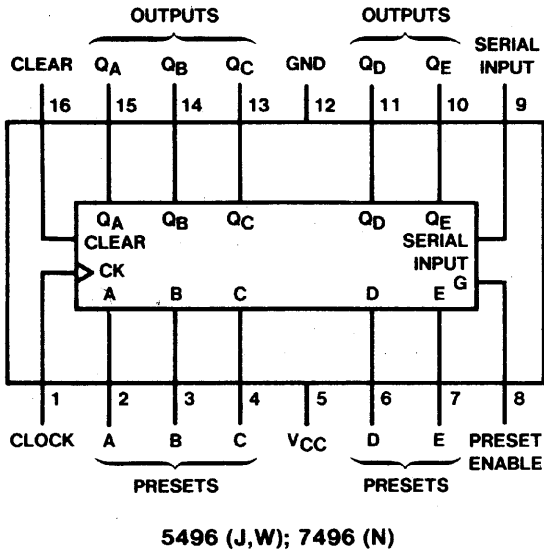 OUTPUTS OUTPUTS
CLEAR QA QB QC GND QD QE SERIAL INPUT
16 15 14 13 12 11 10 9
QA QB QC QD QE
CLEAR SERIAL INPUT
CK G
A B C D E
1 2 3 4 5 6 7 8
CLOCK A B C VCC D E PRESET ENABLE
PRESETS PRESETS
5496 (J,W); 7496 (N)